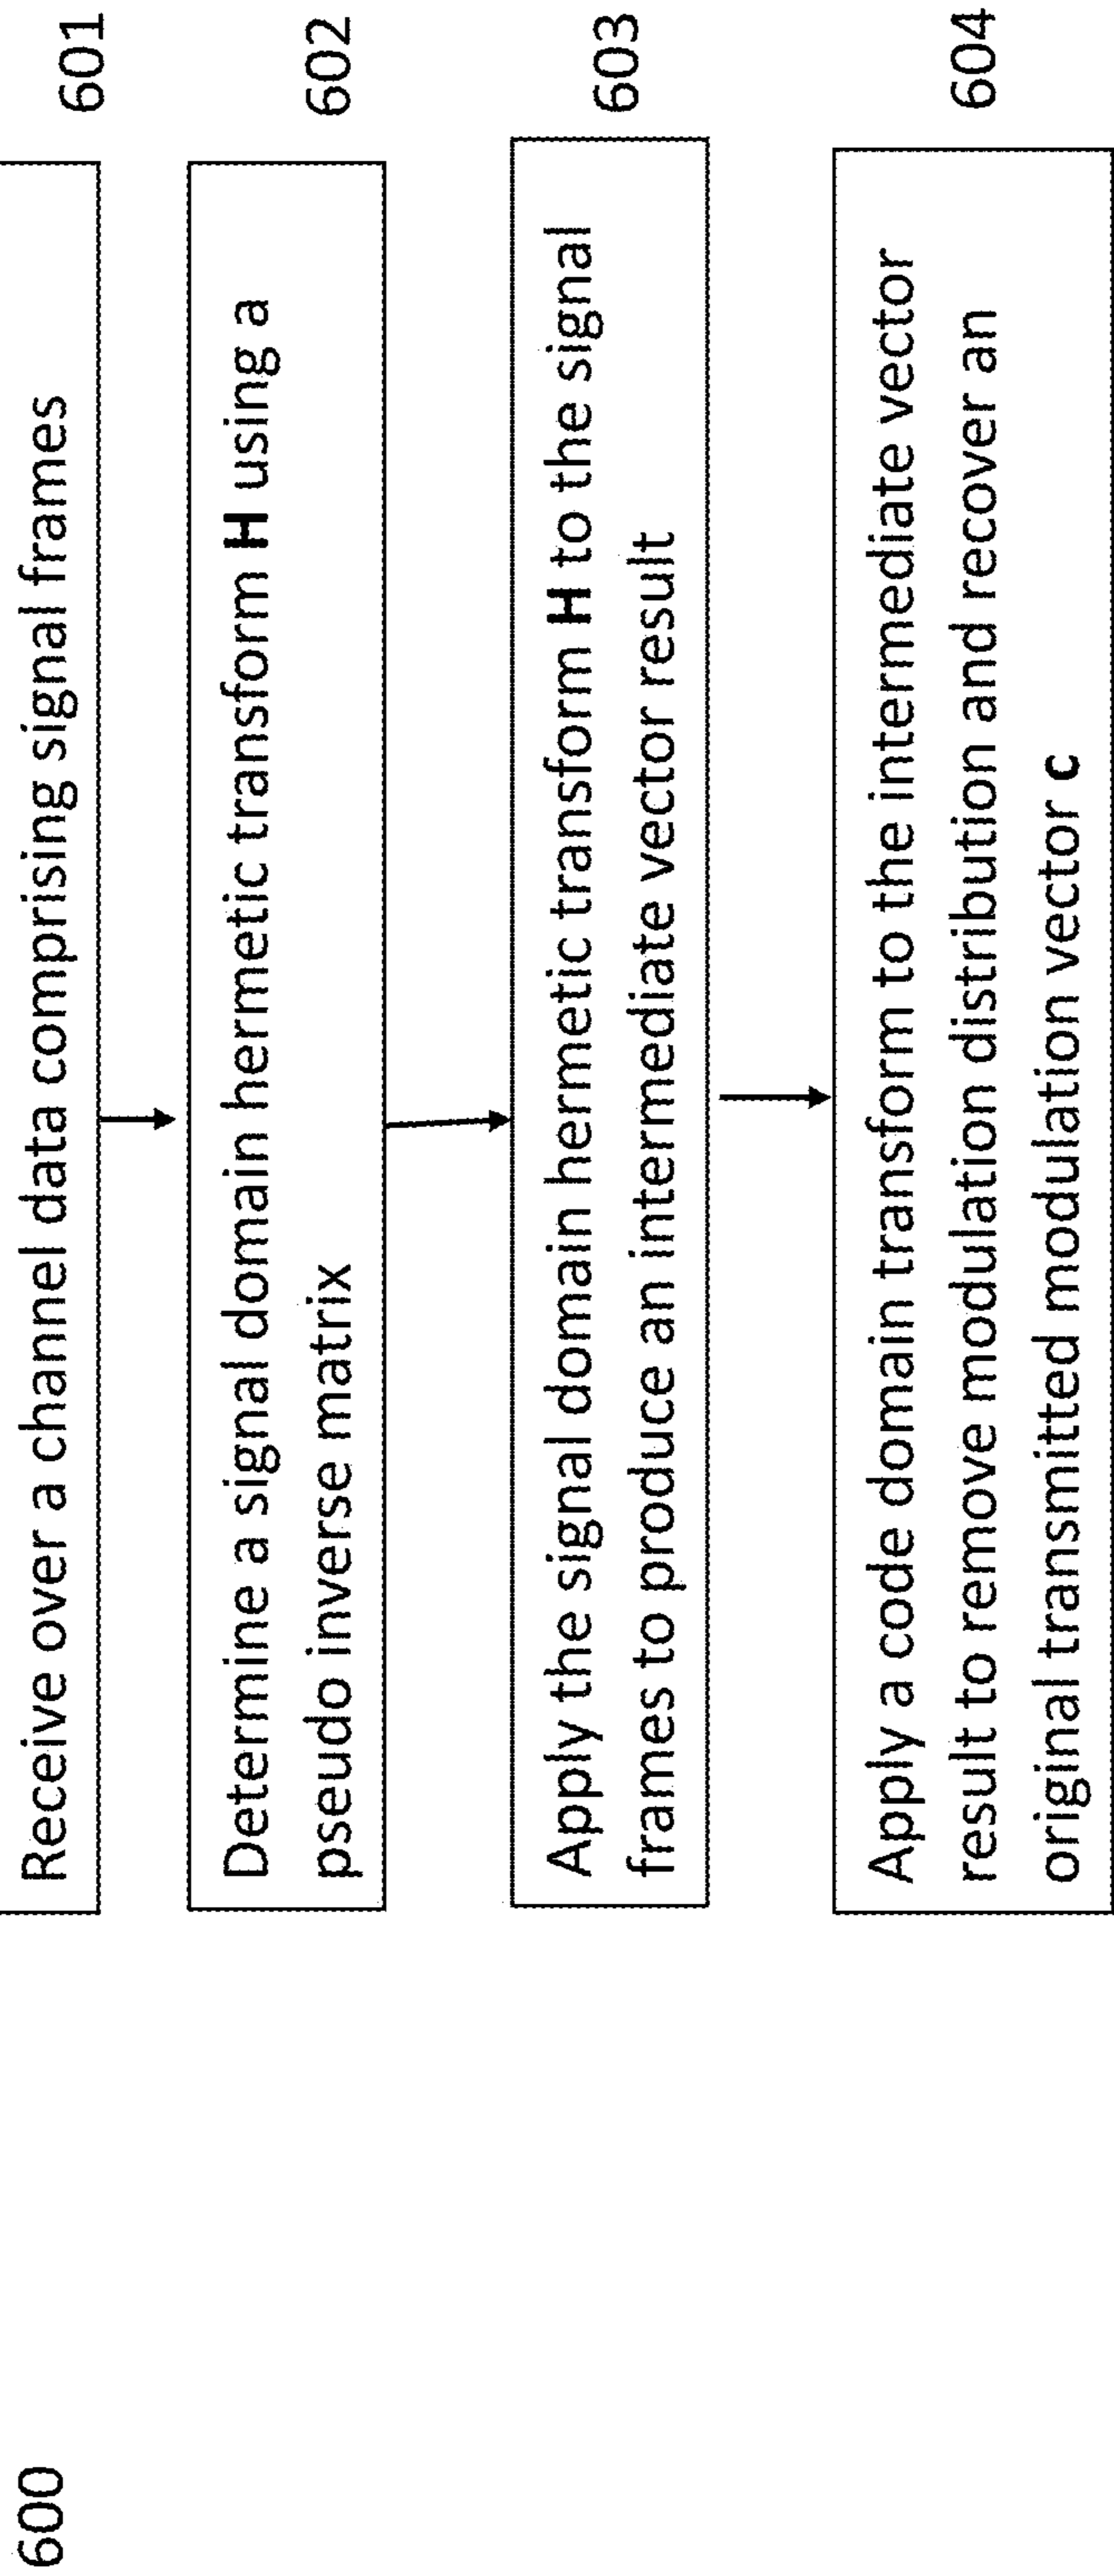 600
Receive over a channel data comprising signal frames
601
Determine a signal domain hermetic transform H using a
pseudo inverse matrix
602
Apply the signal domain hermetic transform H to the signal
frames to produce an intermediate vector result
603
Apply a code domain transform to the intermediate vector
result to remove modulation distribution and recover an
original transmitted modulation vector c
604